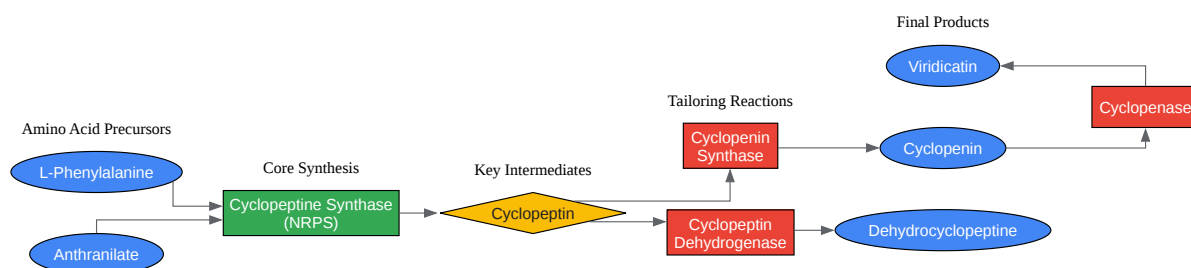 Amino Acid Precursors
L-Phenylalanine
Anthranilate
Core Synthesis
Cyclopeptine Synthase
(NRPS)
Key Intermediates
Cyclopeptin
Tailoring Reactions
Cyclopenin
Synthase
Cyclopeptin
Dehydrogenase
Final Products
Viridicatin
Cyclopenin
Dehydrocyclopeptine
Cyclopenase